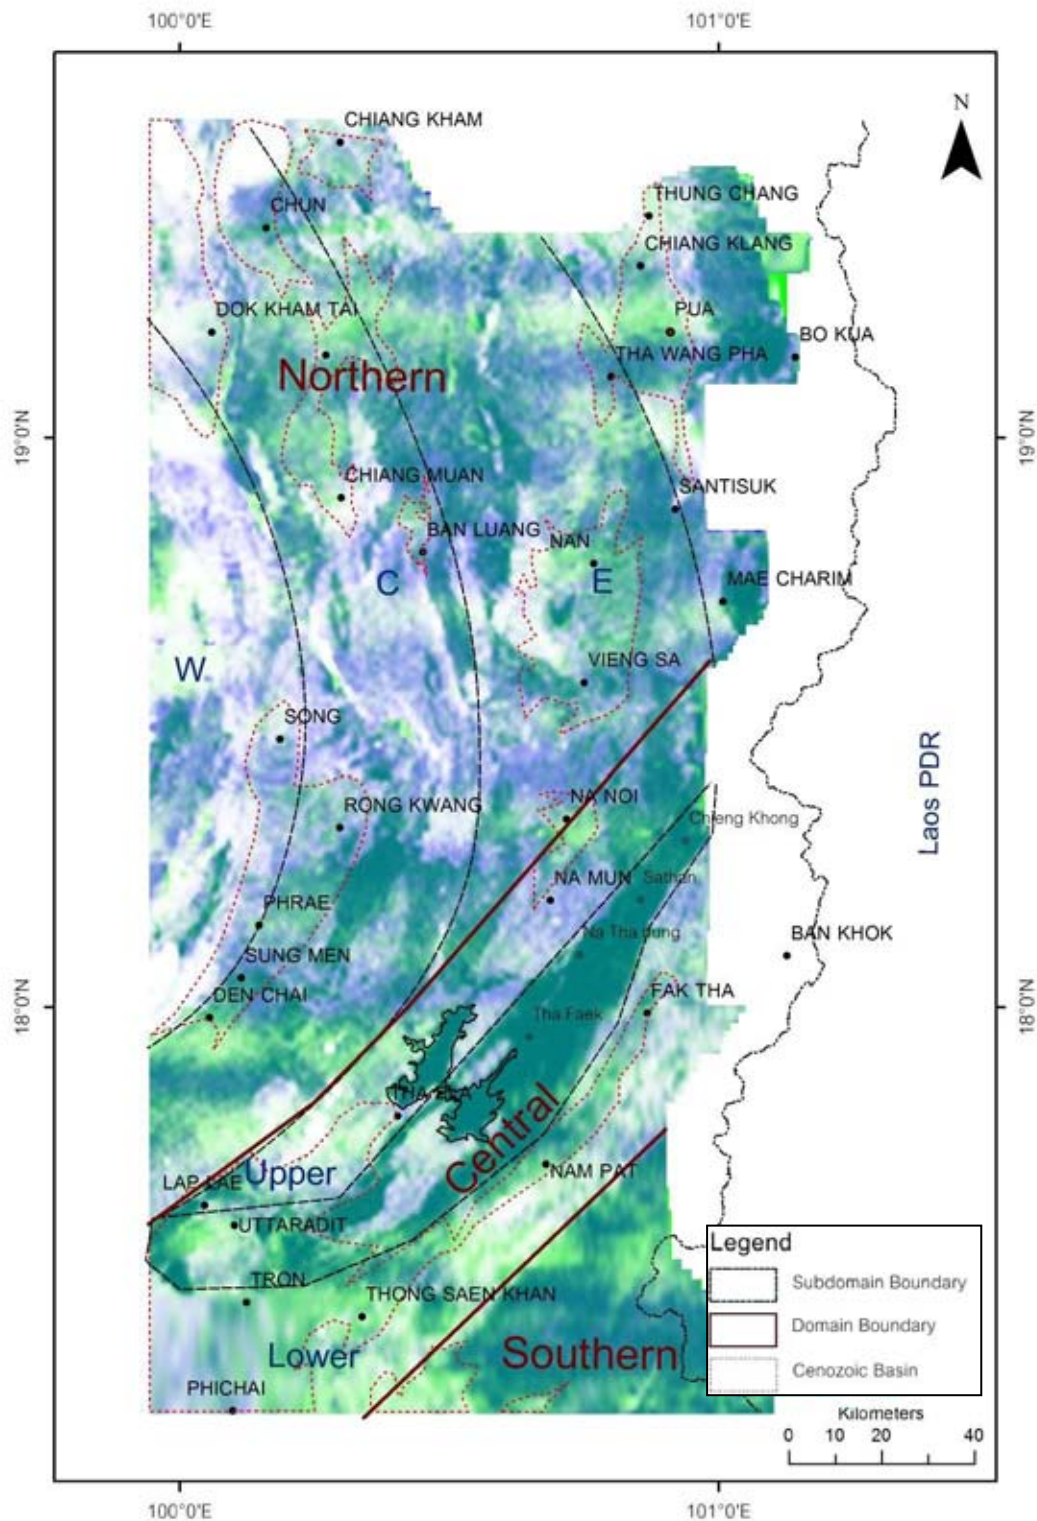 100°0'E 101°0'E
N
CHIANG KHAM
THUNG CHANG
CHUN
CHIANG KLANG
DOK KHAM TAI
PUA
BO KUA
THA WANG PHA
Northern
19°0'N 19°0'N
CHIANG MUAN
SANTISUK
BAN LUANG
NAN
C
E
MAE CHARIM
W
VIENG SA
SONG
Laos PDR
RONG KWANG
NA NOI
Chieng Khong
NA MUN
Sathan
PHRAE
Na Tha pung
BAN KHOK
SUNG MEN
DEN CHAI
FAK THA
18°0'N 18°0'N
Tha Faek
THA PLA
Central
NAM PAT
Upper
LAP LAE
UTTARADIT
TRON
THONG SAEN KHAN
Lower
Southern
PHICHAI
Legend
Subdomain Boundary
Domain Boundary
Cenozoic Basin
Kilometers
0 10 20 40
100°0'E 101°0'E